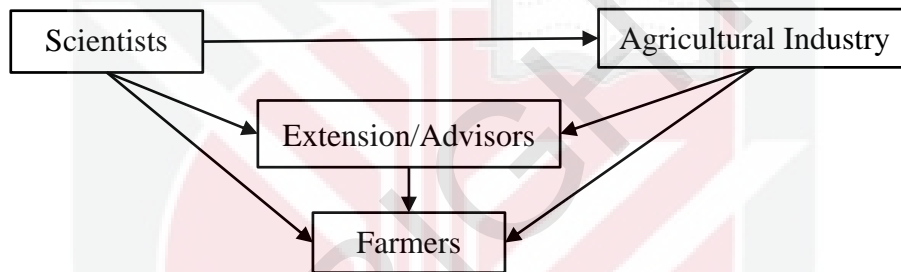 Scientists
Agricultural Industry
Extension/Advisors
Farmers